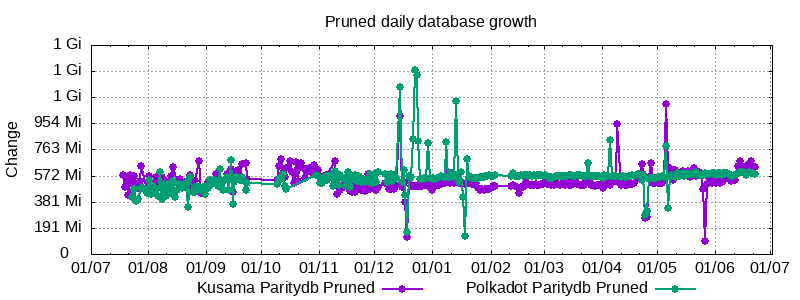 Pruned daily database growth
Change
1 Gi
1 Gi
1 Gi
954 Mi
763 Mi
572 Mi
381 Mi
191 Mi
0
01/07 01/08 01/09 01/10 01/11 01/12 01/01 01/02 01/03 01/04 01/05 01/06 01/07
Kusama Paritydb Pruned Polkadot Paritydb Pruned